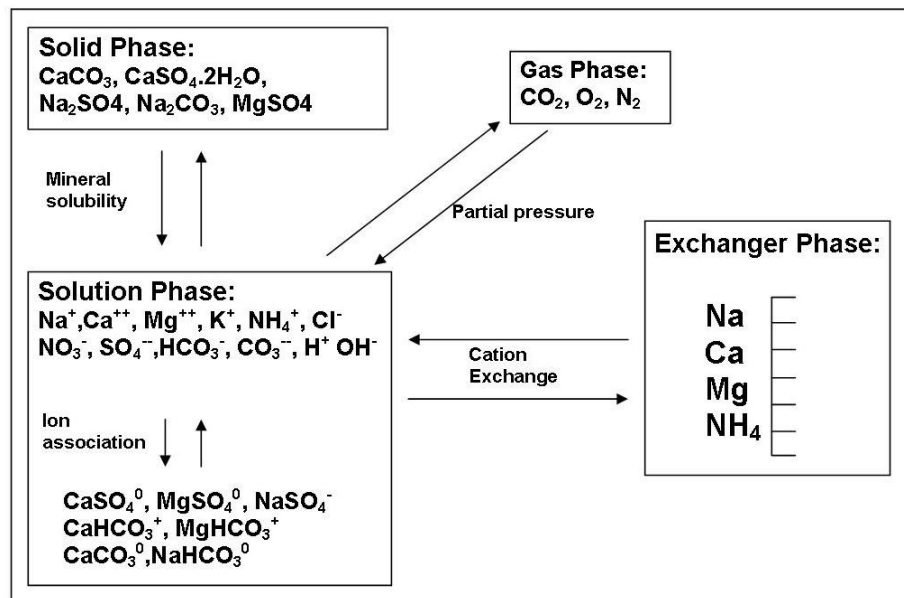 Solid Phase:
CaCO₃, CaSO₄.2H₂O,
Na₂SO4, Na₂CO₃, MgSO4
Gas Phase:
CO₂, O₂, N₂
Mineral
solubility
Partial pressure
Exchanger Phase:
Na
Ca
Mg
NH₄
Solution Phase:
Na⁺,Ca⁺⁺, Mg⁺⁺, K⁺, NH₄⁺, Cl⁻
NO₃⁻, SO₄⁻⁻,HCO₃⁻, CO₃⁻⁻, H⁺ OH⁻
Cation
Exchange
Ion
association
CaSO₄⁰, MgSO₄⁰, NaSO₄⁻
CaHCO₃⁺, MgHCO₃⁺
CaCO₃⁰,NaHCO₃⁰